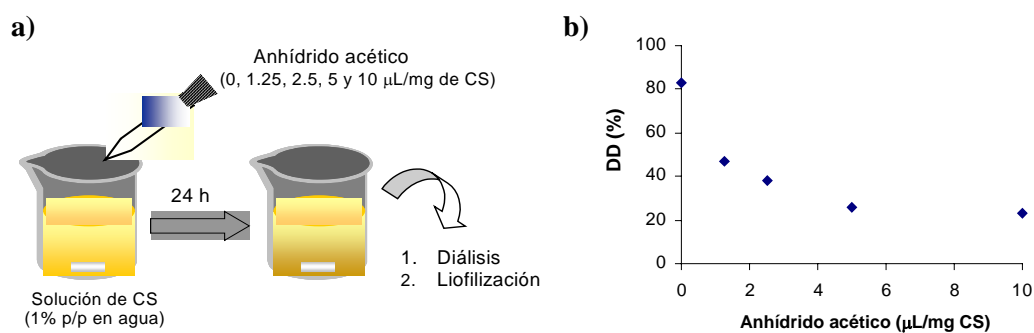 a)
Anhídrido acético
(0, 1.25, 2.5, 5 y 10 μL/mg de CS)
24 h
1. Diálisis
2. Liofilización
Solución de CS
(1% p/p en agua)
b)
DD (%)
100
80
60
40
20
0
0 2 4 6 8 10
Anhídrido acético (μL/mg CS)